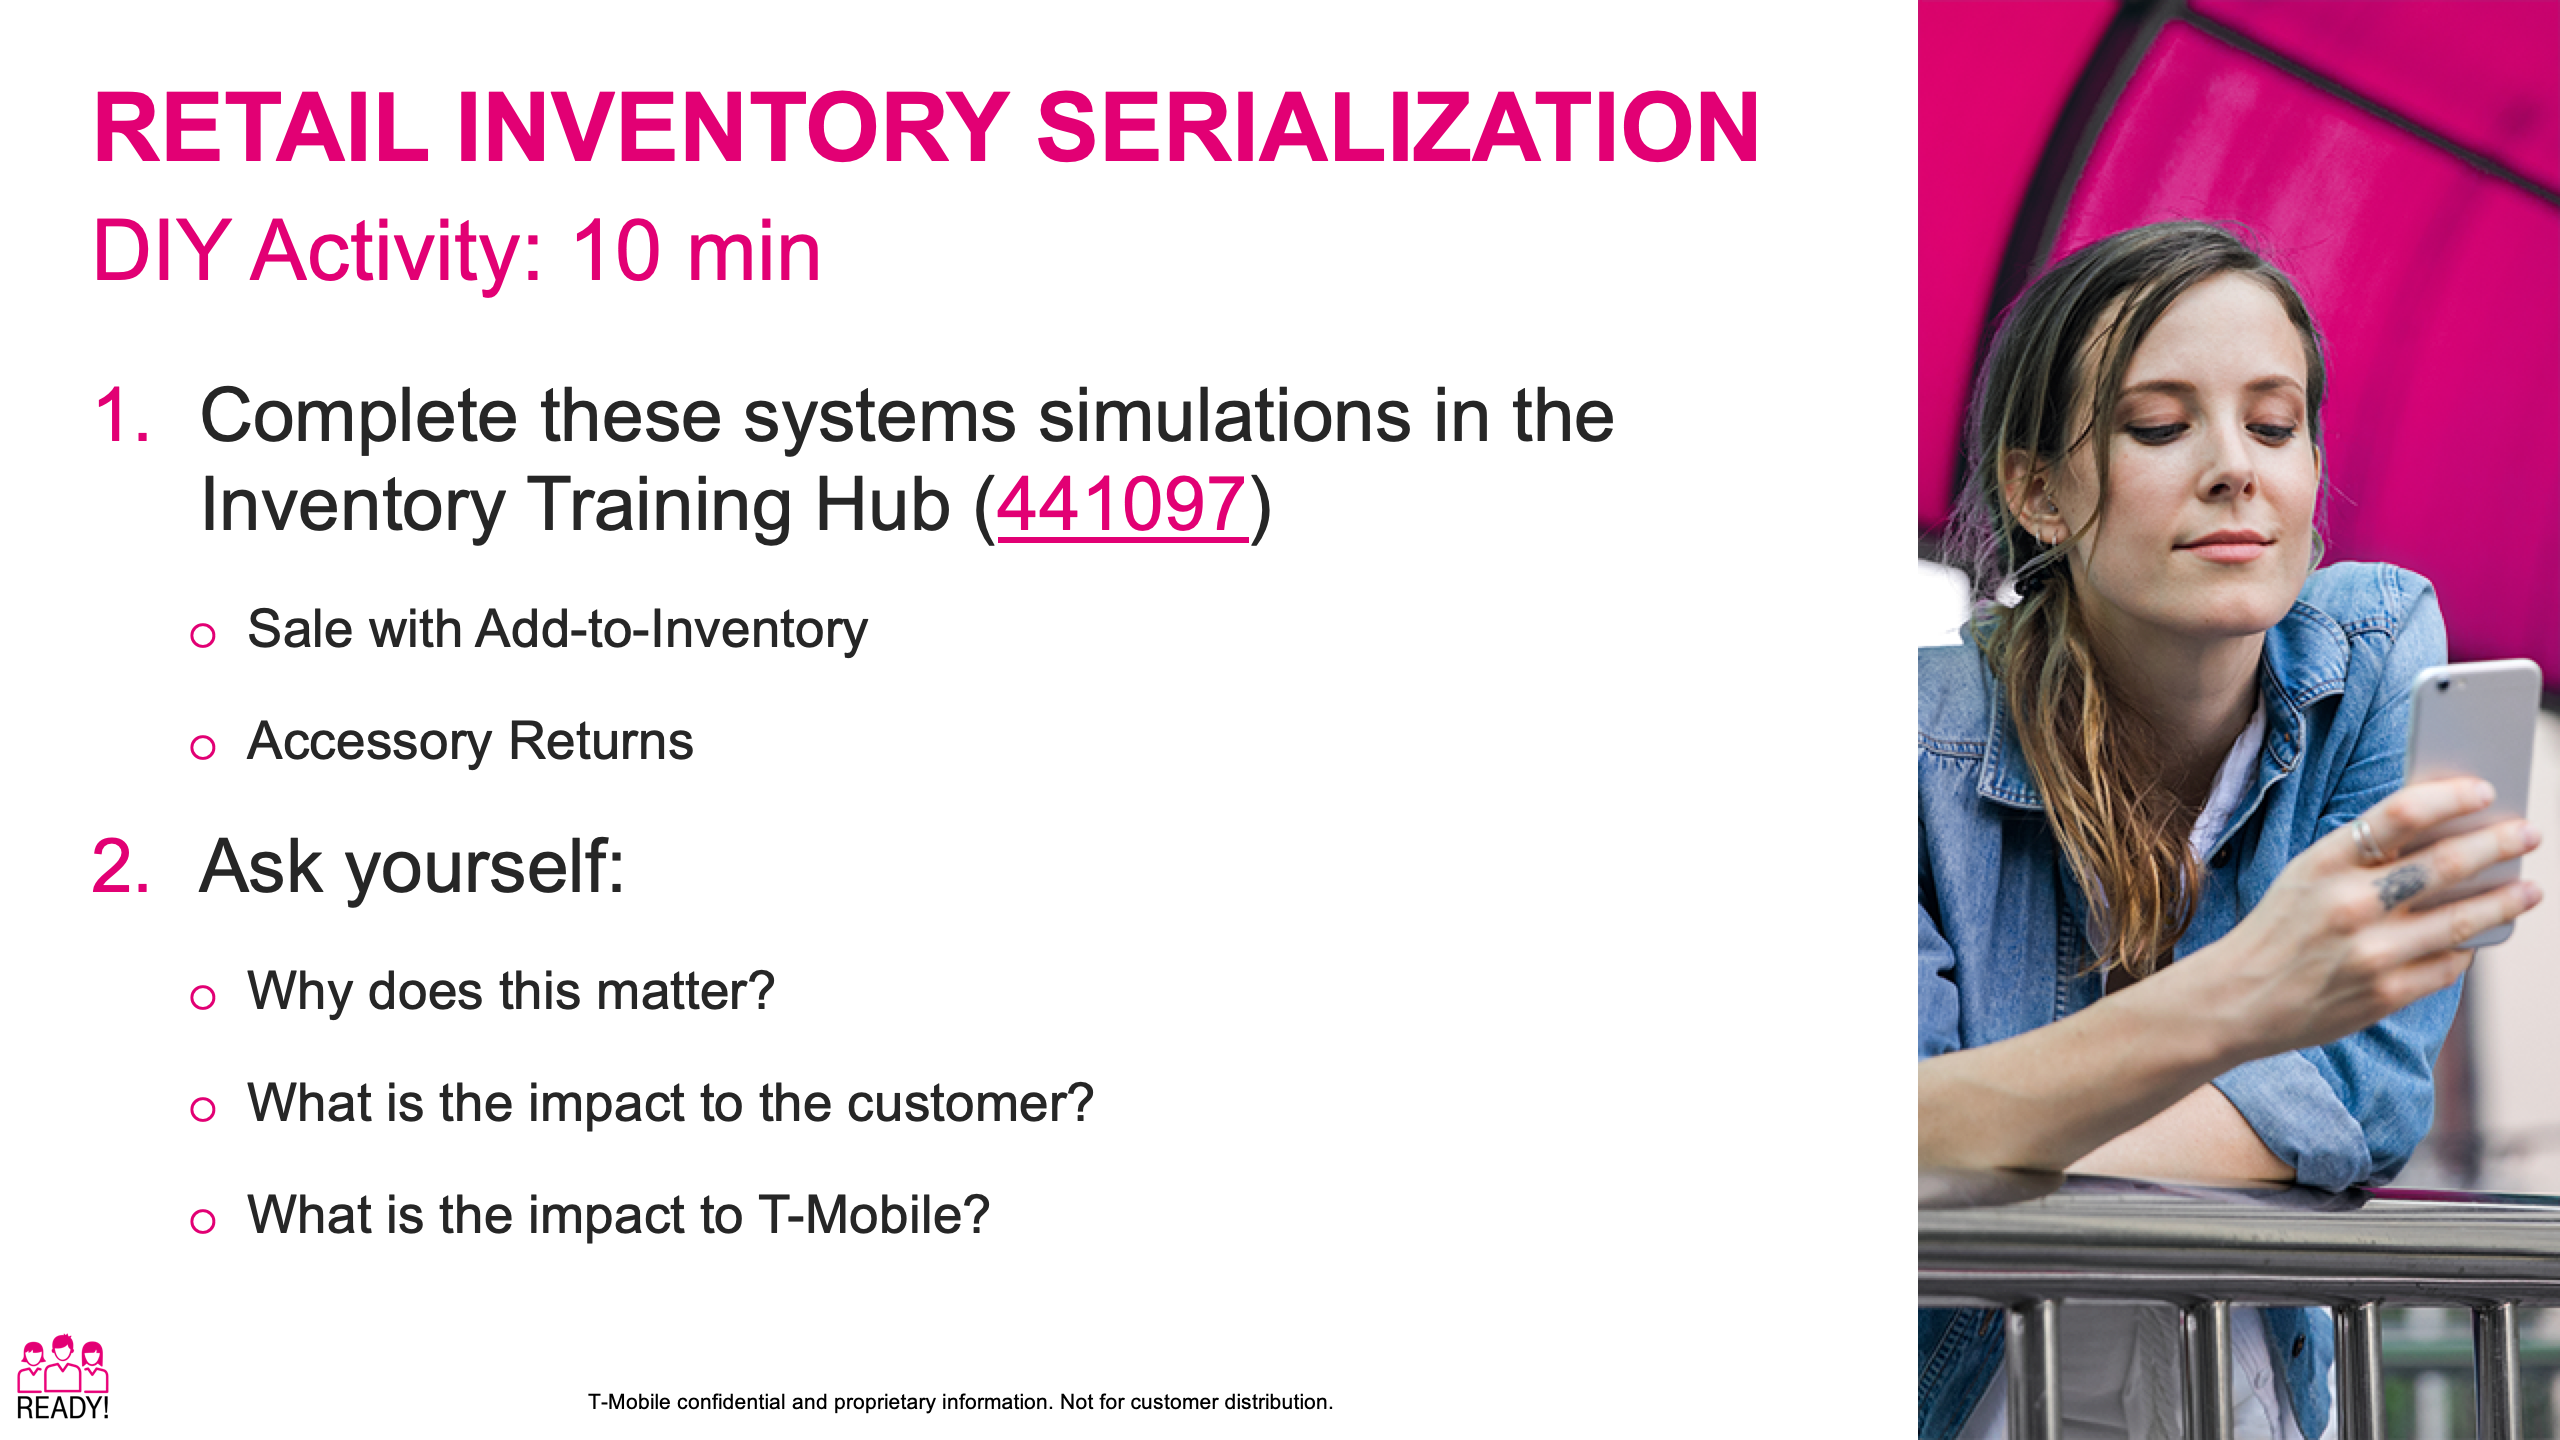 RETAIL INVENTORY SERIALIZATION
DIY Activity: 10 min
1. Complete these systems simulations in the
Inventory Training Hub (441097)
o Sale with Add-to-Inventory
o Accessory Returns
2. Ask yourself:
o Why does this matter?
o What is the impact to the customer?
o What is the impact to T-Mobile?
READY!
T-Mobile confidential and proprietary information. Not for customer distribution.